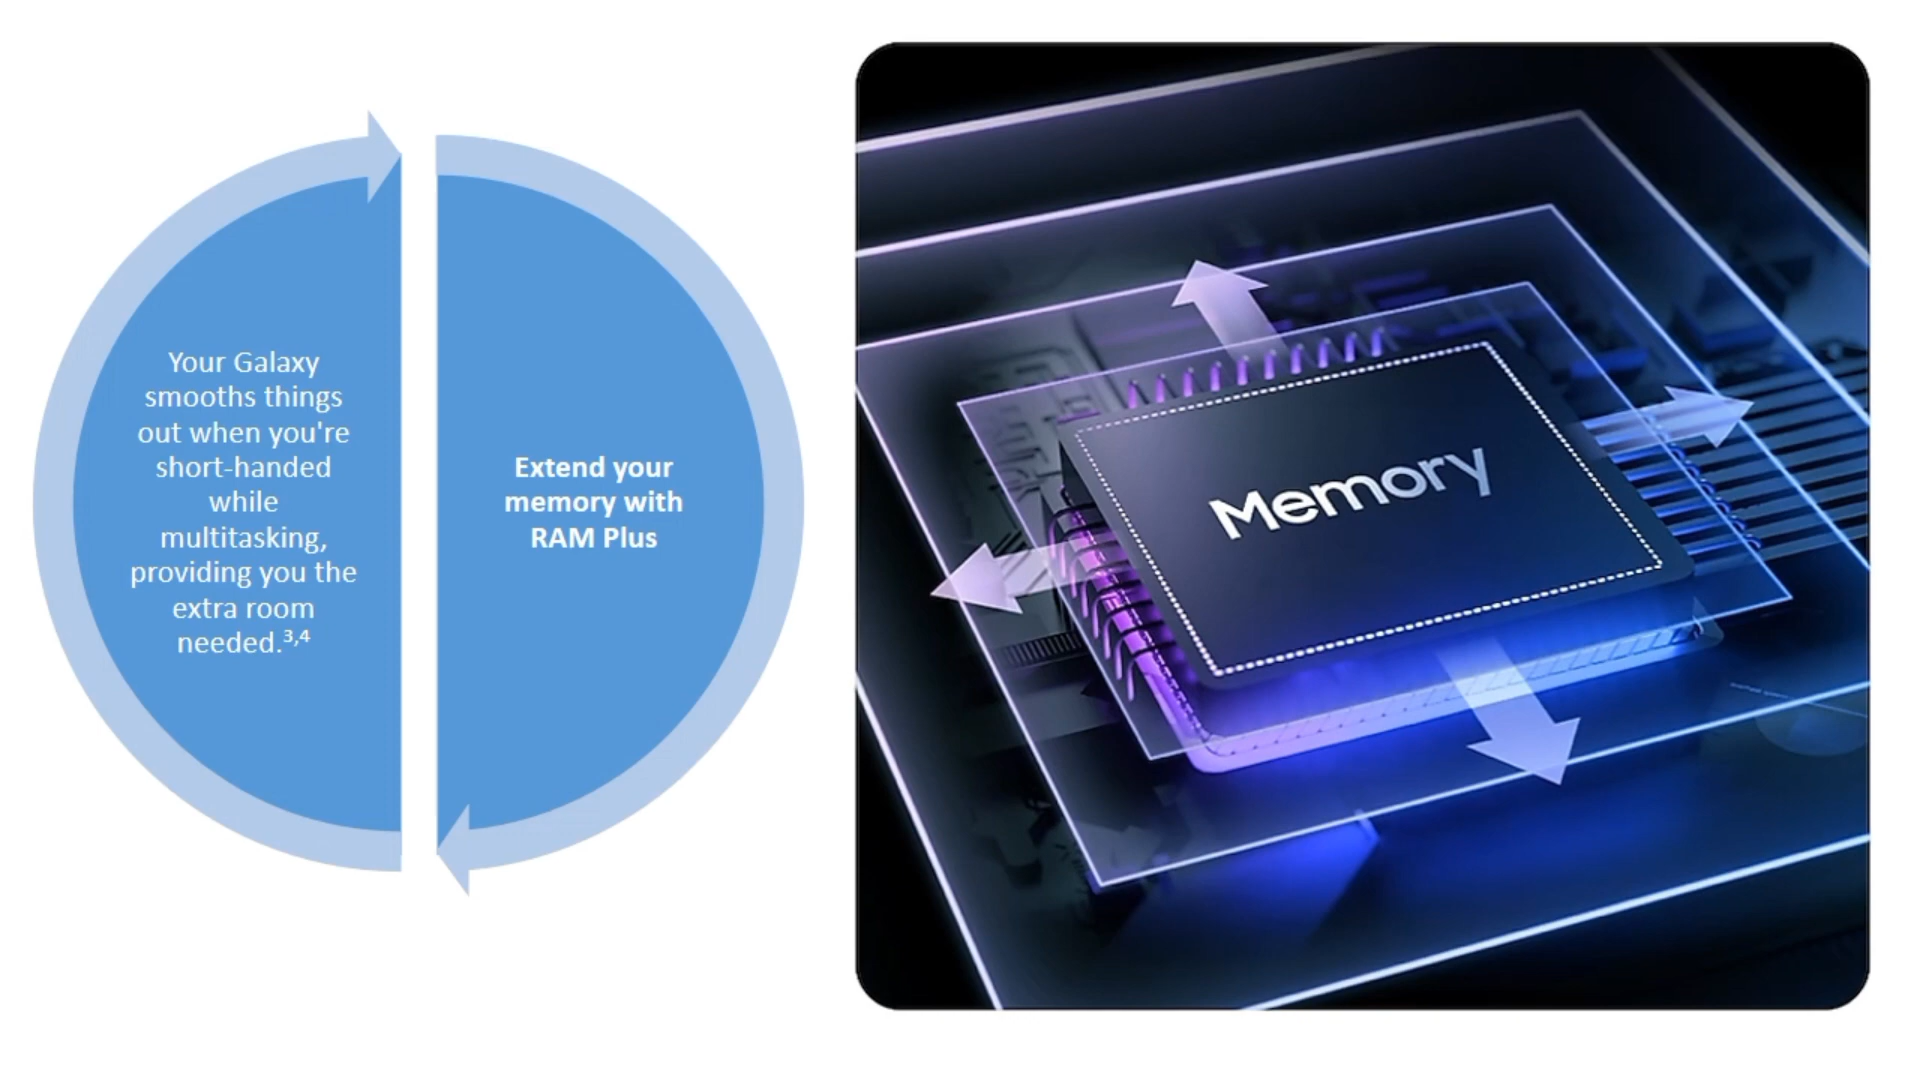 Your Galaxy
smooths things
out when you're
short-handed
while
multitasking,
providing you the
extra room
needed.³,⁴
Extend your
memory with
RAM Plus
Memory